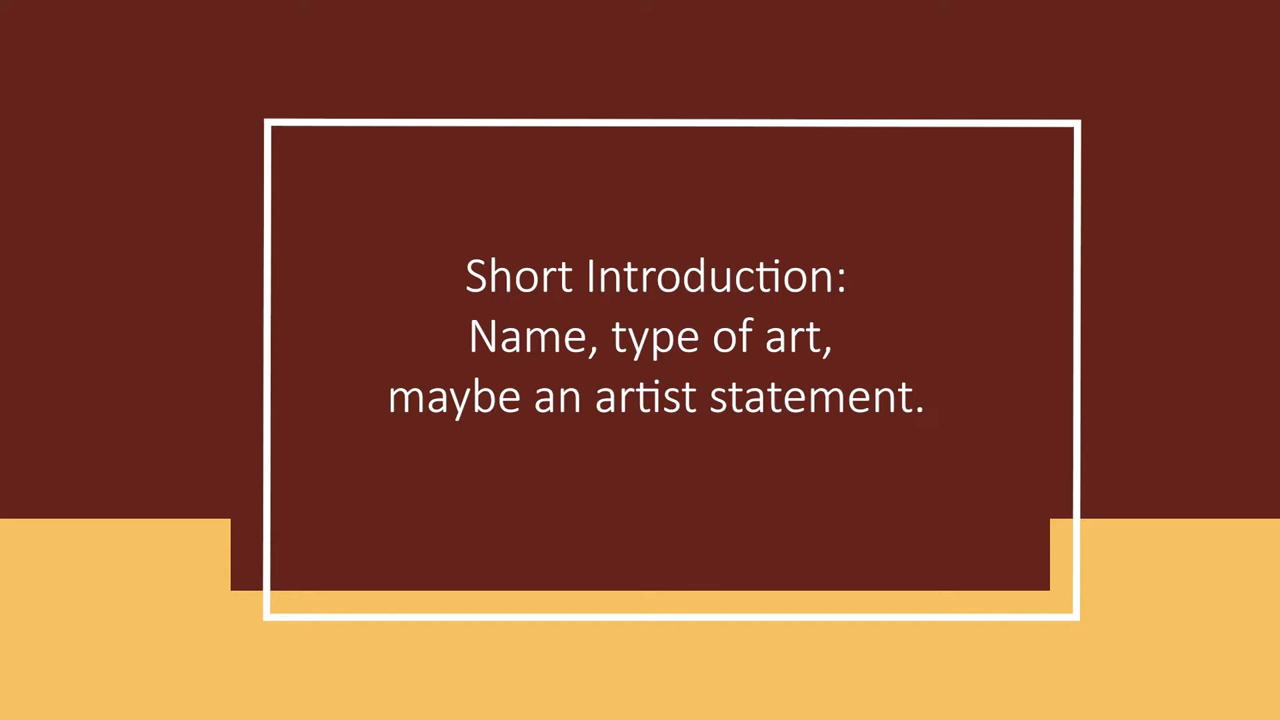 Short Introduction:
Name, type of art,
maybe an artist statement.